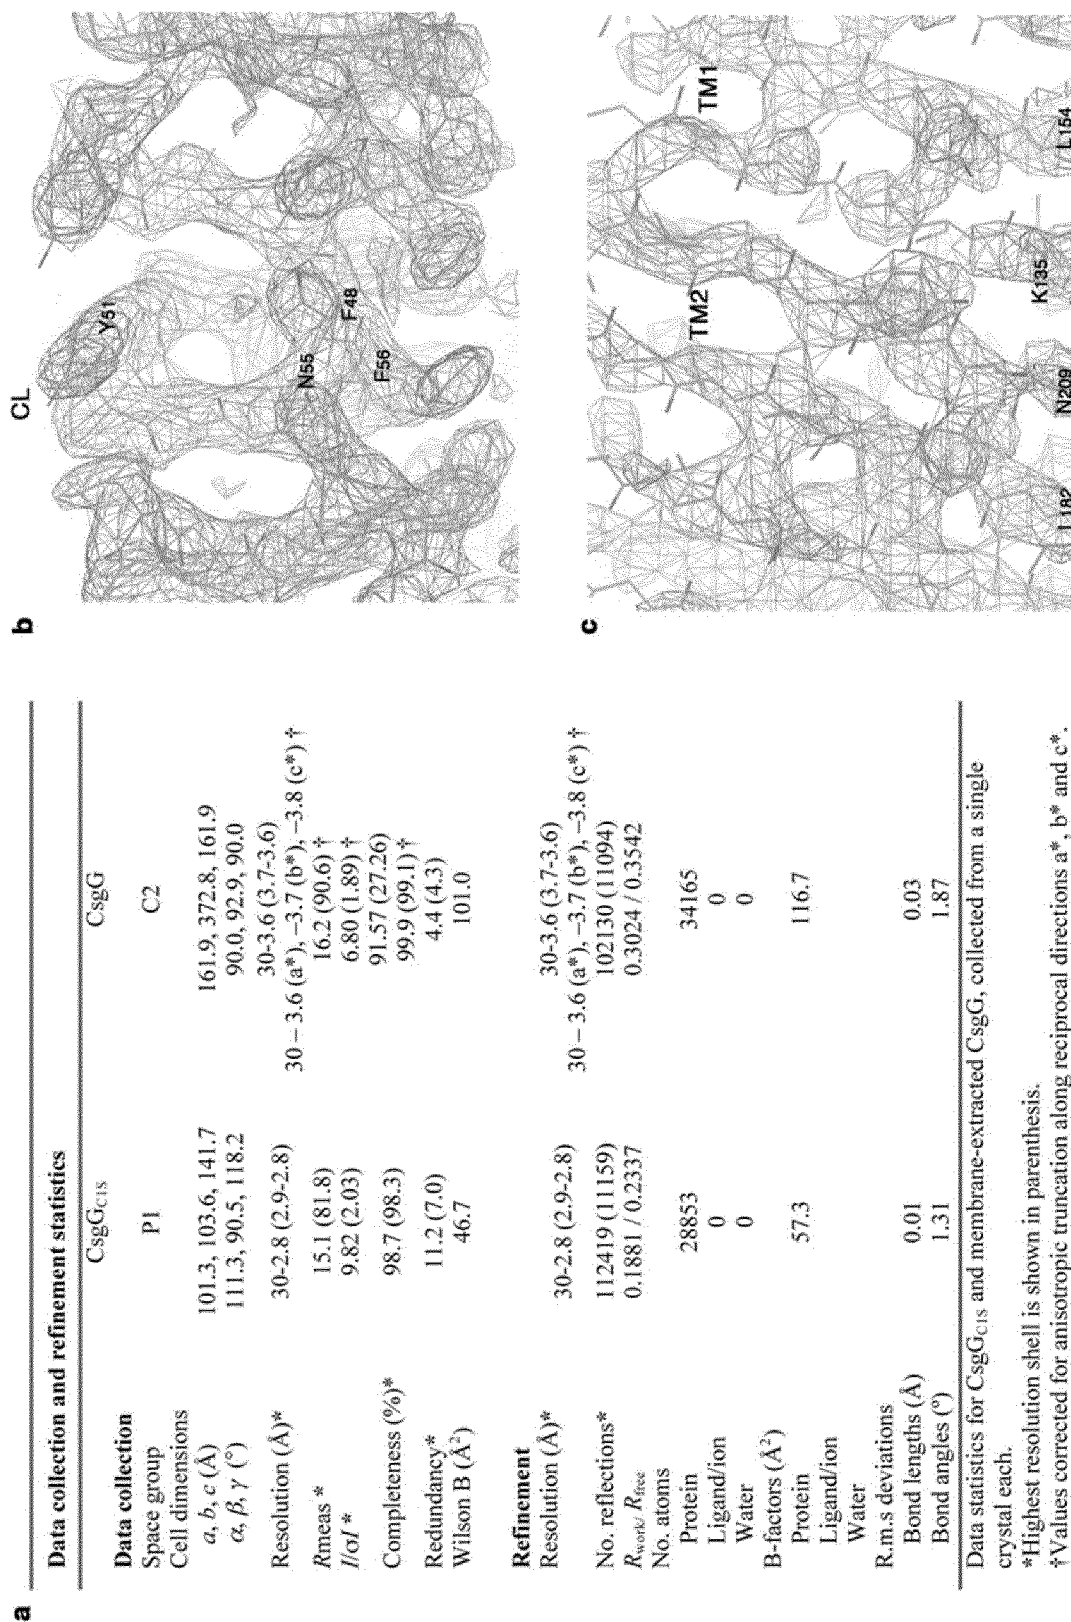 a
Data collection and refinement statistics
CsgG_C1S CsgG
Data collection
Space group P1 C2
Cell dimensions
a, b, c (Å) 101.3, 103.6, 141.7 161.9, 372.8, 161.9
α, β, γ (°) 111.3, 90.5, 118.2 90.0, 92.9, 90.0
Resolution (Å)* 30-2.8 (2.9-2.8) 30-3.6 (3.7-3.6)
30 – 3.6 (a*), –3.7 (b*), –3.8 (c*) †
Rmeas * 15.1 (81.8) 16.2 (90.6) †
I/σI * 9.82 (2.03) 6.80 (1.89) †
Completeness (%)* 98.7 (98.3) 91.57 (27.26)
99.9 (99.1) †
Redundancy* 11.2 (7.0) 4.4 (4.3)
Wilson B (Å²) 46.7 101.0
Refinement
Resolution (Å)* 30-2.8 (2.9-2.8) 30-3.6 (3.7-3.6)
30 – 3.6 (a*), –3.7 (b*), –3.8 (c*) †
No. reflections* 112419 (11159) 102130 (11094)
R_work/ R_free 0.1881 / 0.2337 0.3024 / 0.3542
No. atoms
Protein 28853 34165
Ligand/ion 0 0
Water 0 0
B-factors (Å²)
Protein 57.3 116.7
Ligand/ion
Water
R.m.s deviations
Bond lengths (Å) 0.01 0.03
Bond angles (°) 1.31 1.87
Data statistics for CsgG_C1S and membrane-extracted CsgG, collected from a single
crystal each.
*Highest resolution shell is shown in parenthesis.
†Values corrected for anisotropic truncation along reciprocal directions a*, b* and c*.
b
CL
Y51
N55
F48
F56
c
TM2
TM1
L182
N209
K135
L154